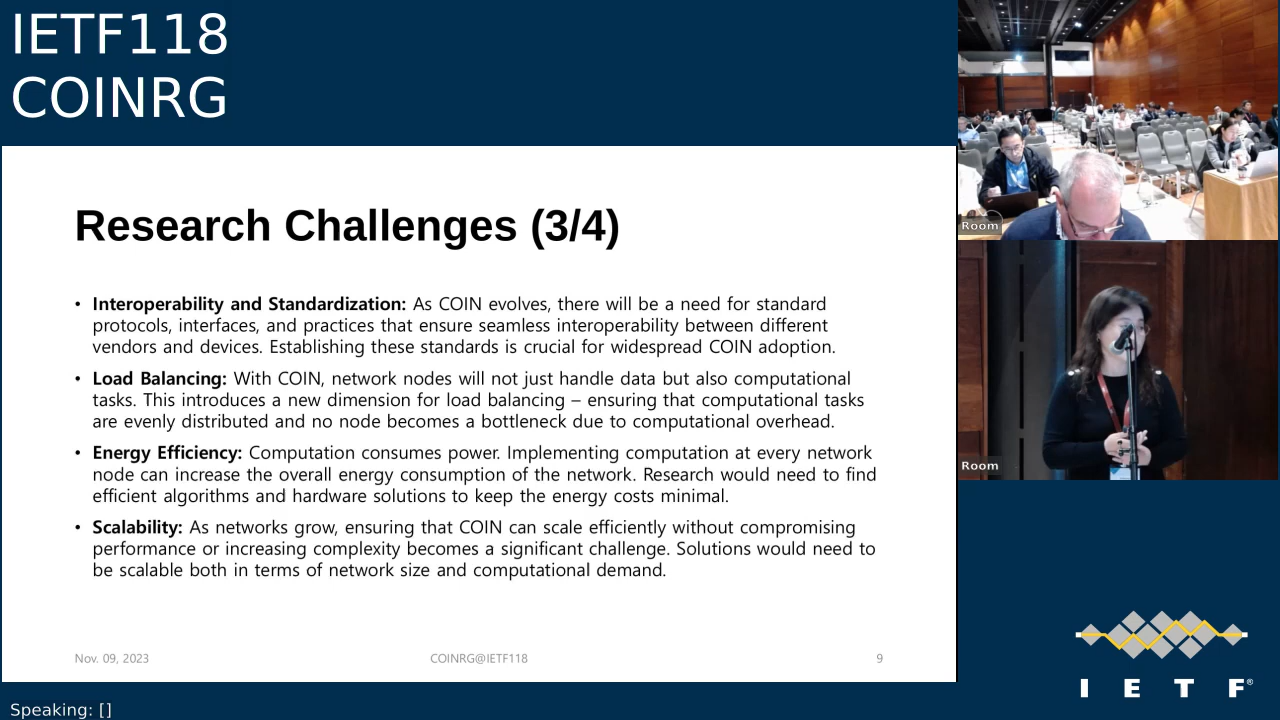 IETF118
COINRG
Research Challenges (3/4)
• Interoperability and Standardization: As COIN evolves, there will be a need for standard
protocols, interfaces, and practices that ensure seamless interoperability between different
vendors and devices. Establishing these standards is crucial for widespread COIN adoption.
• Load Balancing: With COIN, network nodes will not just handle data but also computational
tasks. This introduces a new dimension for load balancing – ensuring that computational tasks
are evenly distributed and no node becomes a bottleneck due to computational overhead.
• Energy Efficiency: Computation consumes power. Implementing computation at every network
node can increase the overall energy consumption of the network. Research would need to find
efficient algorithms and hardware solutions to keep the energy costs minimal.
• Scalability: As networks grow, ensuring that COIN can scale efficiently without compromising
performance or increasing complexity becomes a significant challenge. Solutions would need to
be scalable both in terms of network size and computational demand.
Nov. 09, 2023
COINRG@IETF118
9
Room
Room
I E T F®
Speaking: []